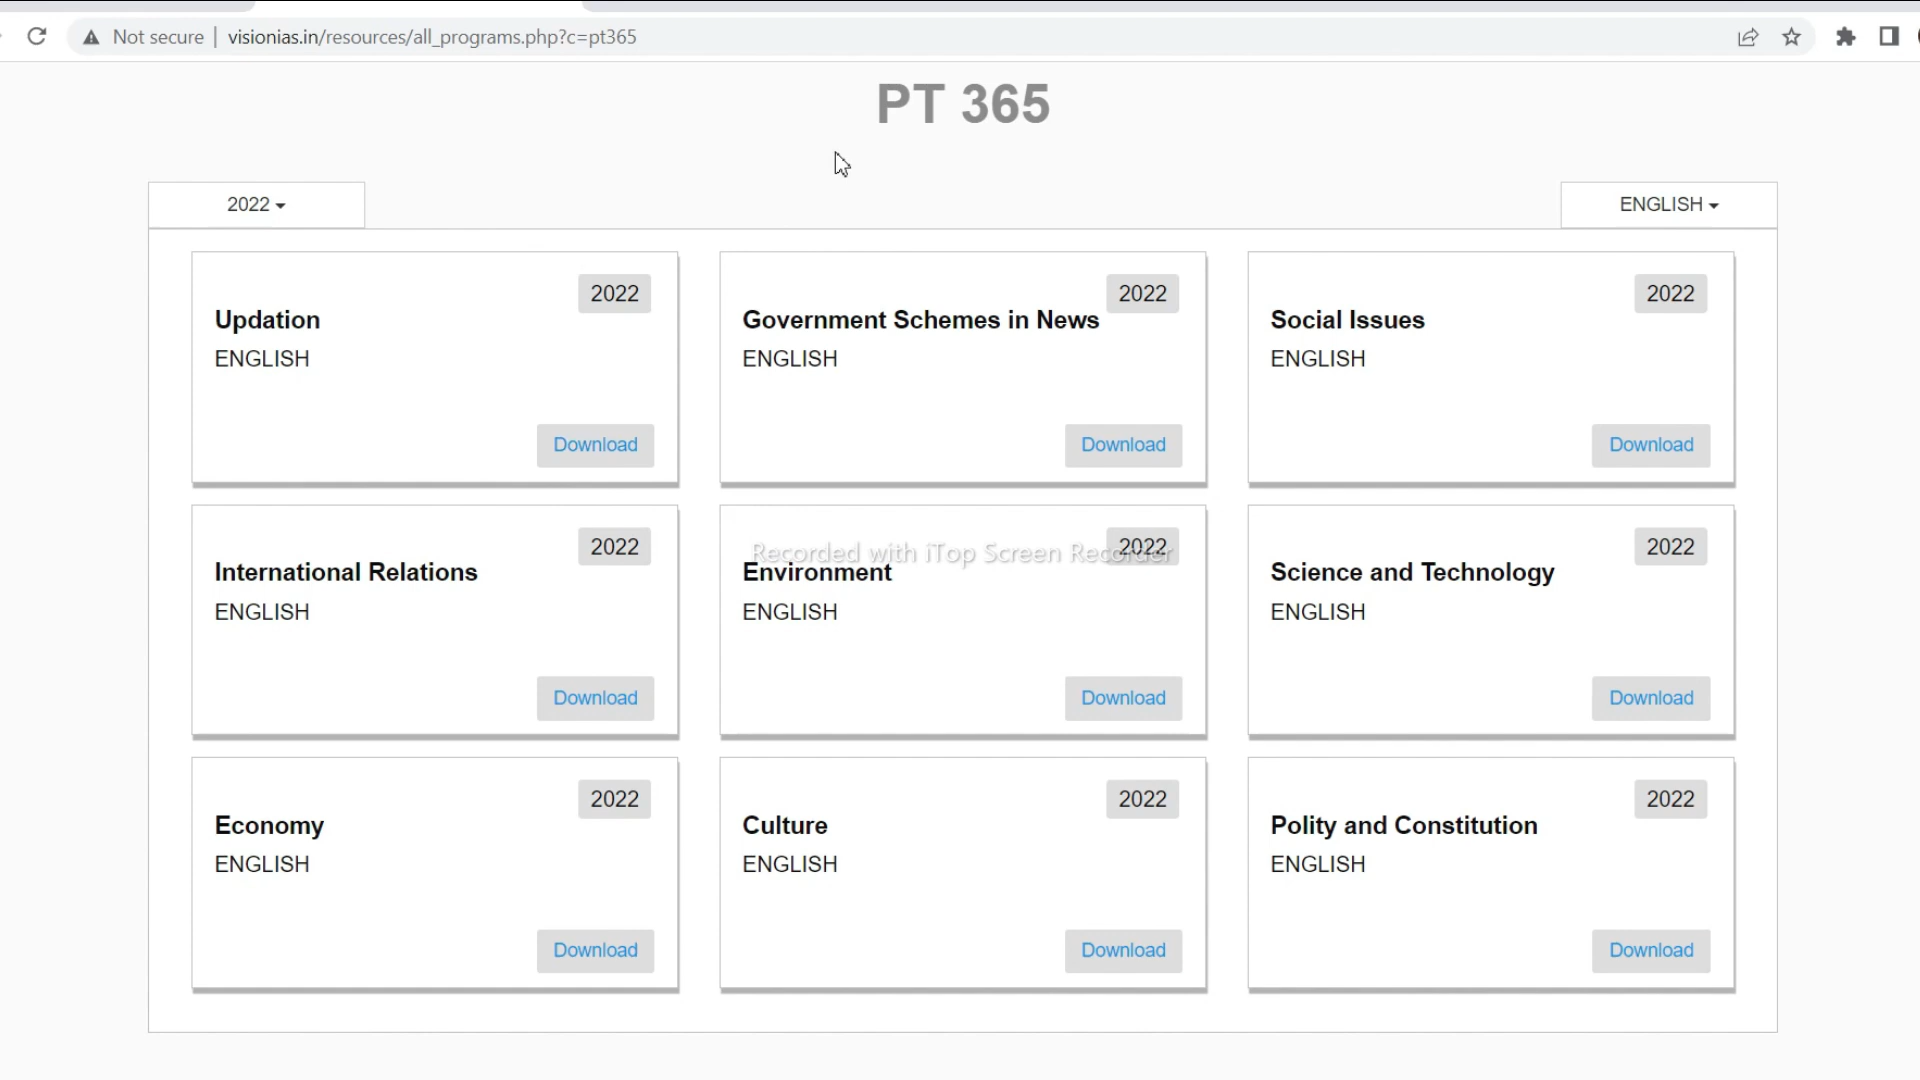 Not secure | visionias.in/resources/all_programs.php?c=pt365
PT 365
2022
ENGLISH
2022
Updation
ENGLISH
Download
2022
Government Schemes in News
ENGLISH
Download
2022
Social Issues
ENGLISH
Download
2022
International Relations
ENGLISH
Download
2022
Recorded with iTop Screen Recorder
Environment
ENGLISH
Download
2022
Science and Technology
ENGLISH
Download
2022
Economy
ENGLISH
Download
2022
Culture
ENGLISH
Download
2022
Polity and Constitution
ENGLISH
Download